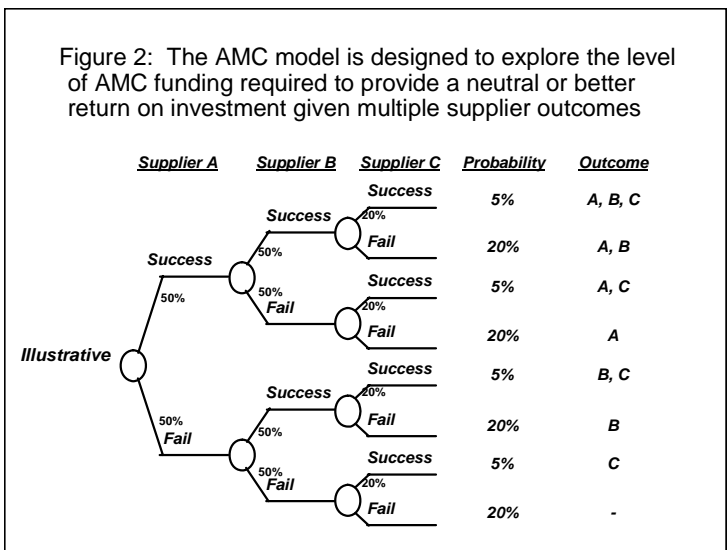 Figure 2: The AMC model is designed to explore the level
of AMC funding required to provide a neutral or better
return on investment given multiple supplier outcomes
Supplier A Supplier B Supplier C Probability Outcome
Success 5% A, B, C
Success 20%
Fail 20% A, B
Success 50%
Success 5% A, C
50% 50% 20%
Fail
Fail 20% A
Illustrative
Success 5% B, C
Success 20%
50% Fail 20% B
Fail 50%
Success 5% C
50% 20%
Fail
Fail 20% -